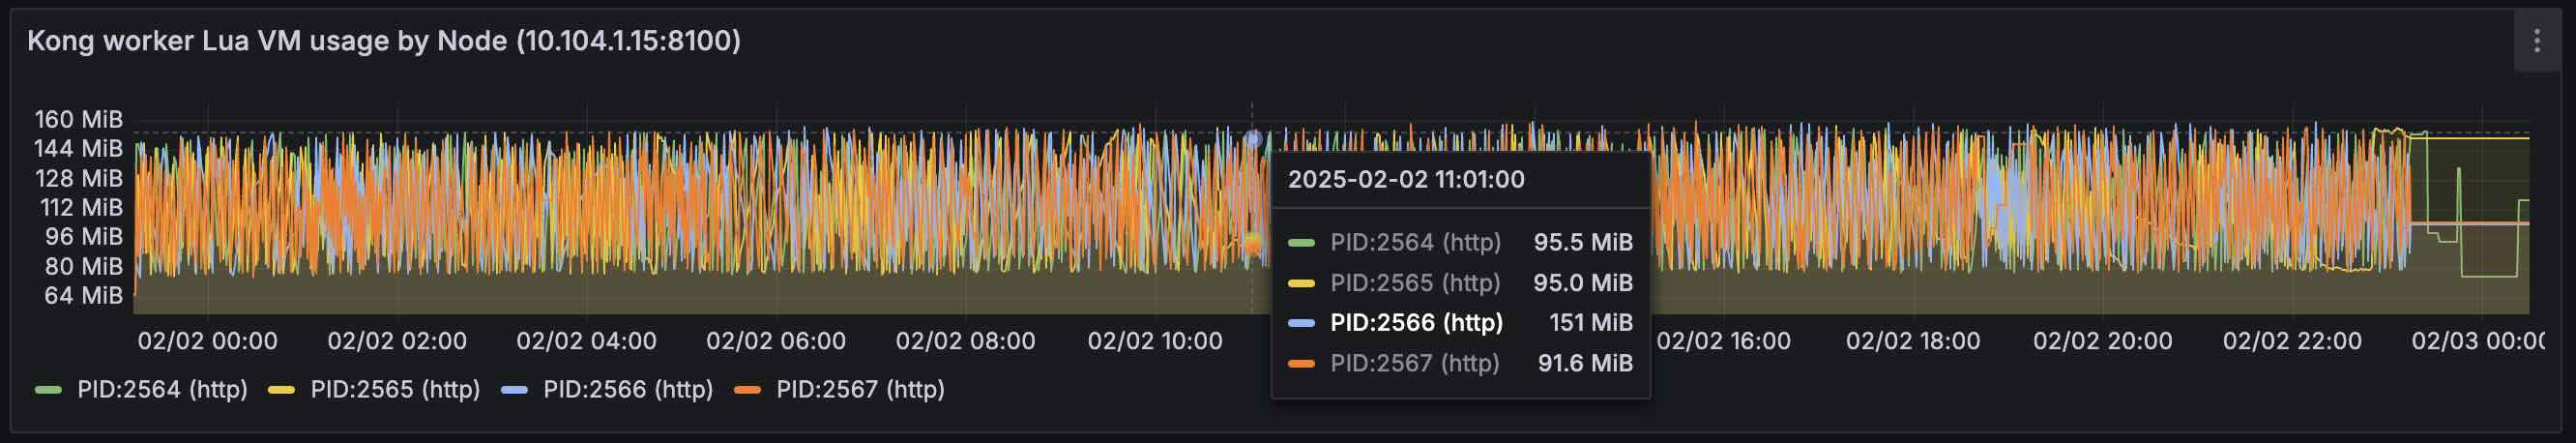 Kong worker Lua VM usage by Node (10.104.1.15:8100)
160 MiB
144 MiB
128 MiB
112 MiB
96 MiB
80 MiB
64 MiB
2025-02-02 11:01:00
PID:2564 (http) 95.5 MiB
PID:2565 (http) 95.0 MiB
PID:2566 (http) 151 MiB
PID:2567 (http) 91.6 MiB
02/02 00:00 02/02 02:00 02/02 04:00 02/02 06:00 02/02 08:00 02/02 10:00 02/02 16:00 02/02 18:00 02/02 20:00 02/02 22:00 02/03 00:0
PID:2564 (http) PID:2565 (http) PID:2566 (http) PID:2567 (http)